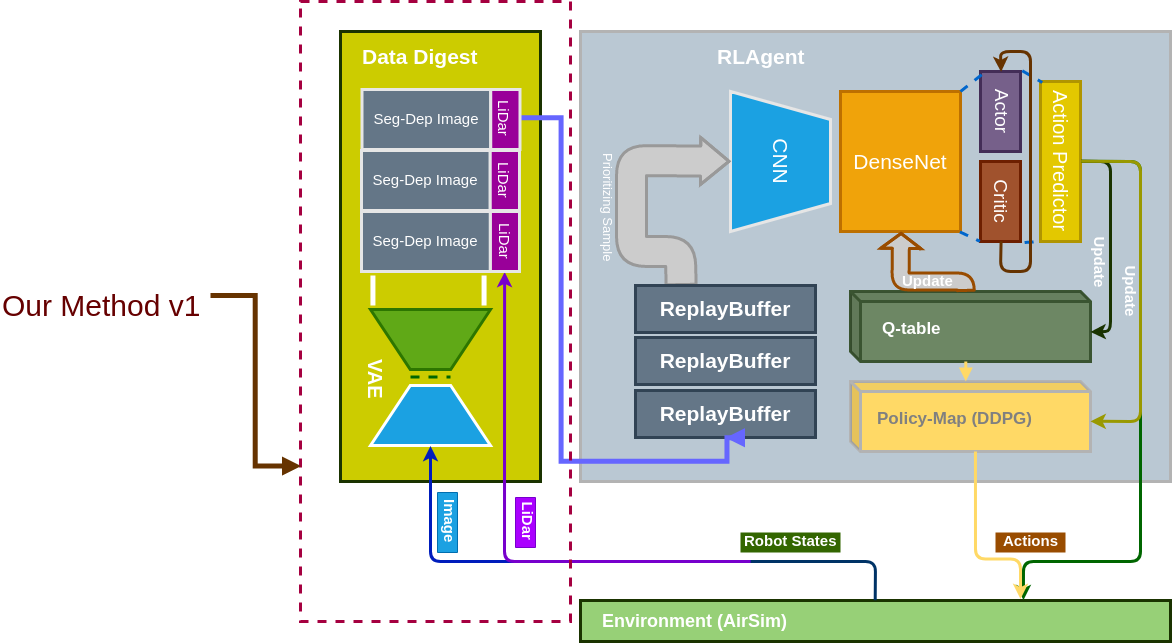 Our Method v1
Data Digest
Seg-Dep Image
LiDar
Seg-Dep Image
LiDar
Seg-Dep Image
LiDar
VAE
Image
LiDar
RLAgent
Prioritizing Sample
CNN
DenseNet
Actor
Critic
Action Predictor
Update
Update
Update
ReplayBuffer
ReplayBuffer
ReplayBuffer
Q-table
Policy-Map (DDPG)
Robot States
Actions
Environment (AirSim)